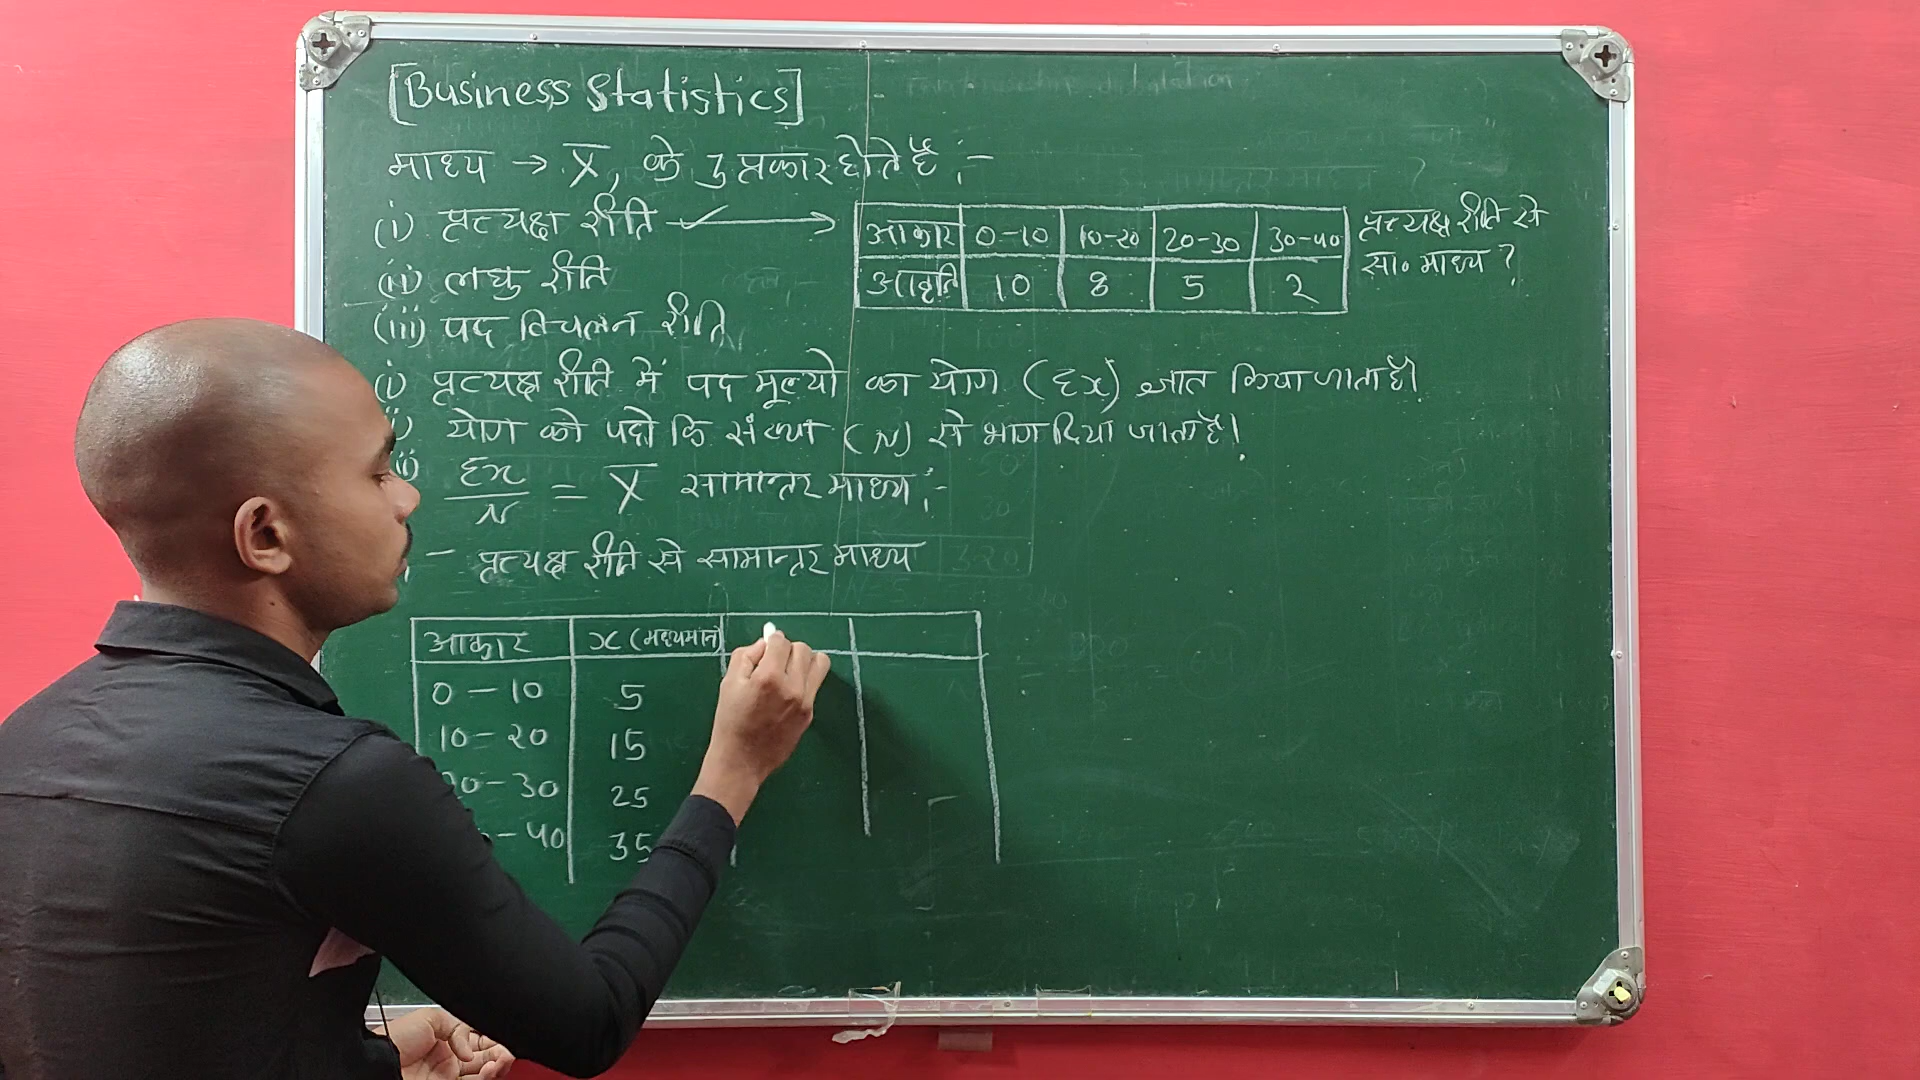 [Business Statistics]
माध्य → X̅, के 3 प्रकार होते है :-
(i) प्रत्यक्ष रीति ✓ →
(ii) लघु रीति
(iii) पद विचलन रीति
आकार 0-10 10-20 20-30 30-40
आवृति 10 8 5 2
प्रत्यक्ष रीति से
सा० माध्य ?
(i) प्रत्यक्ष रीति में पद मूल्यो का योग (Σx) ज्ञात किया जाता है।
योग को पदो कि संख्या (N) से भाग दिया जाता है!
Σx/N = X̅ सामान्तर माध्य :-
- प्रत्यक्ष रीति से सामान्तर माध्य
आकार x (मध्यमान)
0 - 10 5
10 - 20 15
0 - 30 25
- 40 35